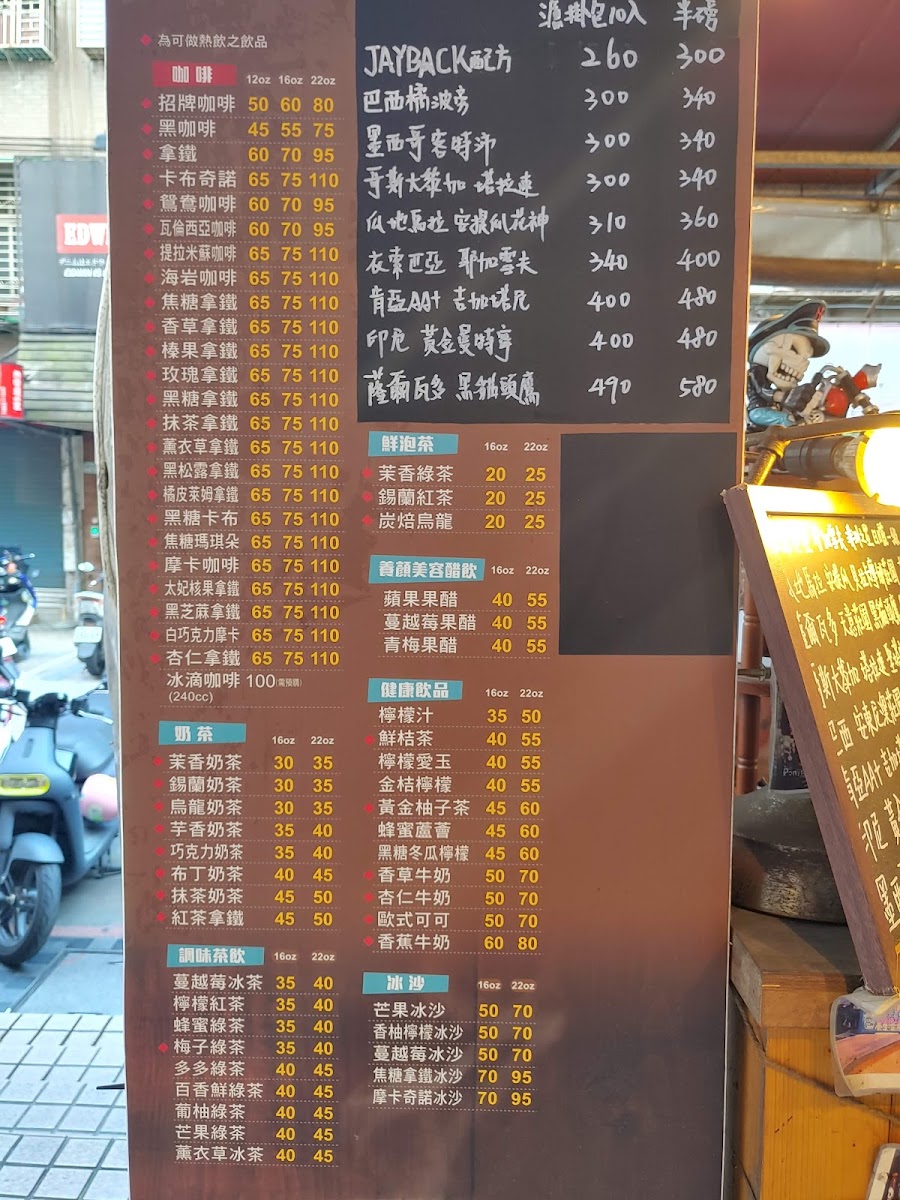 ◆ 為可做熱飲之飲品
咖啡 12oz 16oz 22oz
◆ 招牌咖啡 50 60 80
◆ 黑咖啡 45 55 75
◆ 拿鐵 60 70 95
◆ 卡布奇諾 65 75 110
◆ 鴛鴦咖啡 60 70 95
◆ 瓦倫西亞咖啡 60 70 95
◆ 提拉米蘇咖啡 65 75 110
◆ 海岩咖啡 65 75 110
◆ 焦糖拿鐵 65 75 110
◆ 香草拿鐵 65 75 110
◆ 榛果拿鐵 65 75 110
◆ 玫瑰拿鐵 65 75 110
◆ 黑糖拿鐵 65 75 110
◆ 抹茶拿鐵 65 75 110
◆ 薰衣草拿鐵 65 75 110
◆ 黑松露拿鐵 65 75 110
◆ 橘皮萊姆拿鐵 65 75 110
◆ 黑糖卡布 65 75 110
◆ 焦糖瑪琪朵 65 75 110
◆ 摩卡咖啡 65 75 110
◆ 太妃核果拿鐵 65 75 110
◆ 黑芝麻拿鐵 65 75 110
◆ 白巧克力摩卡 65 75 110
◆ 杏仁拿鐵 65 75 110
冰滴咖啡 100(需預購)
(240cc)
奶茶 16oz 22oz
◆ 茉香奶茶 30 35
◆ 錫蘭奶茶 30 35
◆ 烏龍奶茶 30 35
◆ 芋香奶茶 35 40
◆ 巧克力奶茶 35 40
◆ 布丁奶茶 40 45
◆ 抹茶奶茶 45 50
◆ 紅茶拿鐵 45 50
調味茶飲 16oz 22oz
蔓越莓冰茶 35 40
檸檬紅茶 35 40
蜂蜜綠茶 35 40
◆ 梅子綠茶 35 40
多多綠茶 40 45
百香鮮綠茶 40 45
葡柚綠茶 40 45
芒果綠茶 40 45
薰衣草冰茶 40 45
濾掛包10入 半磅
JAYBACK配方 260 300
巴西橘波旁 300 340
墨西哥客特沛 300 340
哥斯大黎加 塔拉速 300 340
瓜地馬拉 安提瓜花神 310 360
衣索巴亞 耶加雪夫 340 400
肯亞AA+ 吉加塔尼 400 480
印尼 黃金曼特寧 400 480
薩爾瓦多 黑貓頭鷹 490 580
鮮泡茶 16oz 22oz
◆ 茉香綠茶 20 25
◆ 錫蘭紅茶 20 25
◆ 炭焙烏龍 20 25
養顏美容醋飲 16oz 22oz
蘋果果醋 40 55
蔓越莓果醋 40 55
青梅果醋 40 55
健康飲品 16oz 22oz
檸檬汁 35 50
◆ 鮮桔茶 40 55
檸檬愛玉 40 55
金桔檸檬 40 55
◆ 黃金柚子茶 45 60
蜂蜜蘆薈 45 60
黑糖冬瓜檸檬 45 60
◆ 香草牛奶 50 70
◆ 杏仁牛奶 50 70
◆ 歐式可可 50 70
◆ 香蕉牛奶 60 80
冰沙 16oz 22oz
芒果冰沙 50 70
香柚檸檬冰沙 50 70
蔓越莓冰沙 50 70
焦糖拿鐵冰沙 70 95
摩卡奇諾冰沙 70 95
EDW